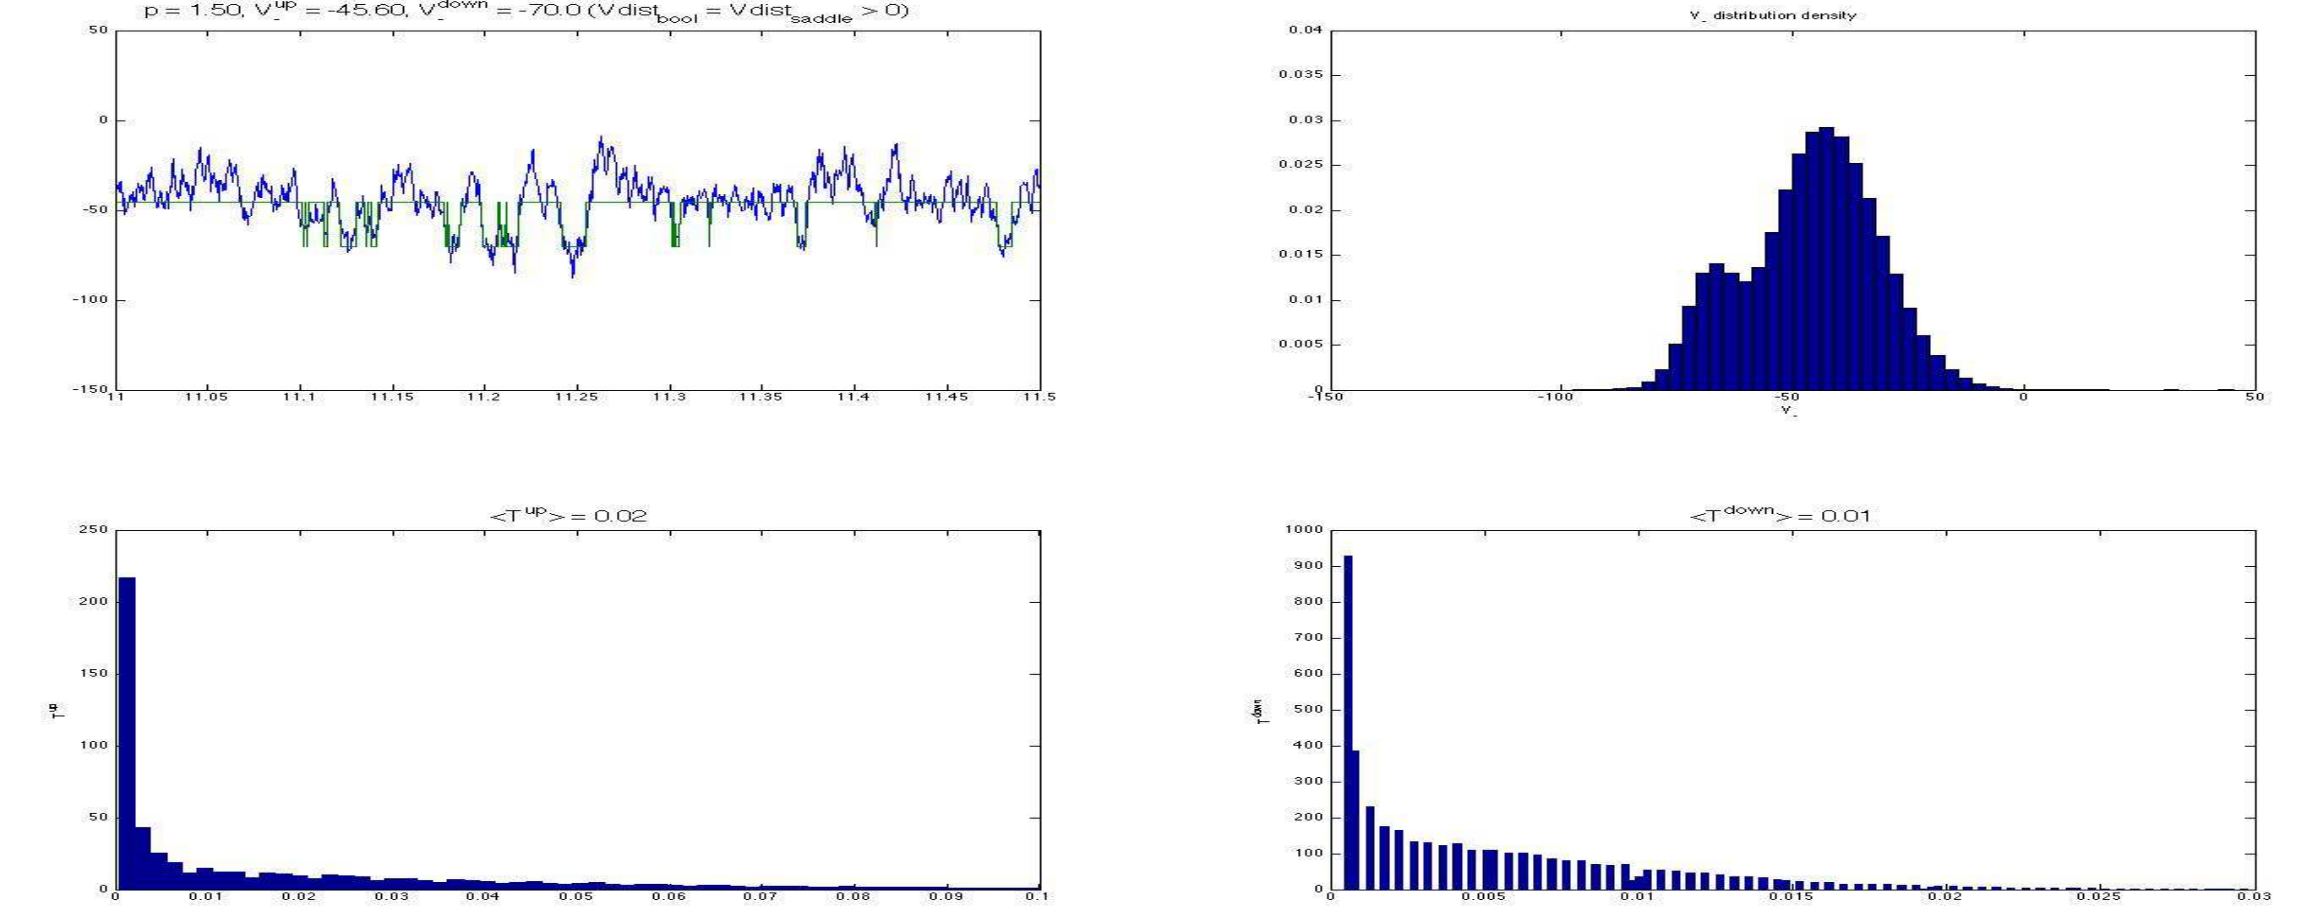 p = 1.50, V_^up = -45.60, V_^down = -70.0 (Vdist_bool = Vdist_saddle > 0)
50
0
-50
-100
-150
11 11.05 11.1 11.15 11.2 11.25 11.3 11.35 11.4 11.45 11.5
V_ distribution density
0.04
0.035
0.03
0.025
0.02
0.015
0.01
0.005
0
-150 -100 -50 0 50
V_
<T^up> = 0.02
250
200
150
100
50
0
T^up
0 0.01 0.02 0.03 0.04 0.05 0.06 0.07 0.08 0.09 0.1
<T^down> = 0.01
1000
900
800
700
600
500
400
300
200
100
0
T^down
0 0.005 0.01 0.015 0.02 0.025 0.03